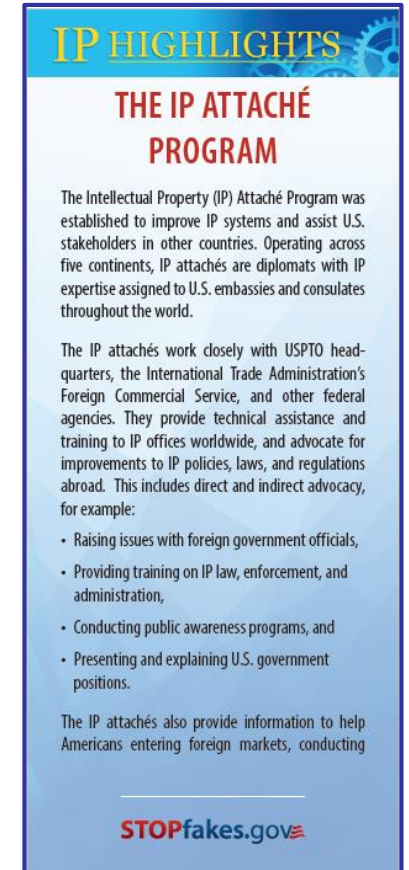 IP HIGHLIGHTS
THE IP ATTACHÉ
PROGRAM
The Intellectual Property (IP) Attaché Program was
established to improve IP systems and assist U.S.
stakeholders in other countries. Operating across
five continents, IP attachés are diplomats with IP
expertise assigned to U.S. embassies and consulates
throughout the world.
The IP attachés work closely with USPTO head-
quarters, the International Trade Administration's
Foreign Commercial Service, and other federal
agencies. They provide technical assistance and
training to IP offices worldwide, and advocate for
improvements to IP policies, laws, and regulations
abroad. This includes direct and indirect advocacy,
for example:
• Raising issues with foreign government officials,
• Providing training on IP law, enforcement, and
administration,
• Conducting public awareness programs, and
• Presenting and explaining U.S. government
positions.
The IP attachés also provide information to help
Americans entering foreign markets, conducting
STOPfakes.gov